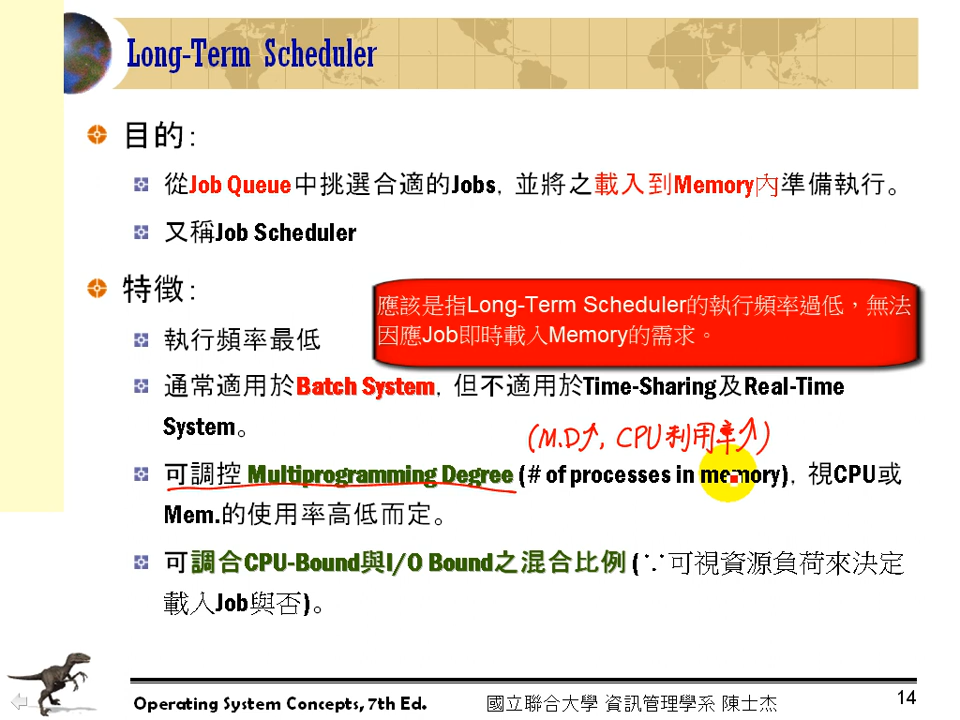 Long-Term Scheduler
目的:
從Job Queue中挑選合適的Jobs, 並將之載入到Memory內準備執行。
又稱Job Scheduler
特徵:
應該是指Long-Term Scheduler的執行頻率過低，無法
因應Job即時載入Memory的需求。
執行頻率最低
通常適用於Batch System, 但不適用於Time-Sharing及Real-Time
System。
(M.D↑, CPU利用率↑)
可調控 Multiprogramming Degree (# of processes in memory), 視CPU或
Mem.的使用率高低而定。
可調合CPU-Bound與I/O Bound之混合比例 (∵可視資源負荷來決定
載入Job與否)。
Operating System Concepts, 7th Ed.
國立聯合大學 資訊管理學系 陳士杰
14